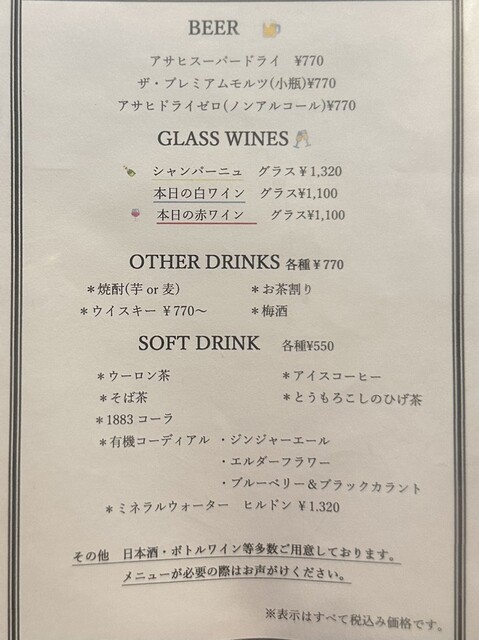 BEER
アサヒスーパードライ ¥770
ザ・プレミアムモルツ(小瓶)¥770
アサヒドライゼロ(ノンアルコール)¥770
GLASS WINES
シャンパーニュ グラス¥1,320
本日の白ワイン グラス¥1,100
本日の赤ワイン グラス¥1,100
OTHER DRINKS 各種¥770
＊焼酎(芋 or 麦) ＊お茶割り
＊ウイスキー ¥770～ ＊梅酒
SOFT DRINK 各種¥550
＊ウーロン茶 ＊アイスコーヒー
＊そば茶 ＊とうもろこしのひげ茶
＊1883 コーラ
＊有機コーディアル ・ジンジャーエール
・エルダーフラワー
・ブルーベリー＆ブラックカラント
＊ミネラルウォーター ヒルドン ¥1.320
その他 日本酒・ボトルワイン等多数ご用意しております。
メニューが必要の際はお声がけください。
※表示はすべて税込み価格です。